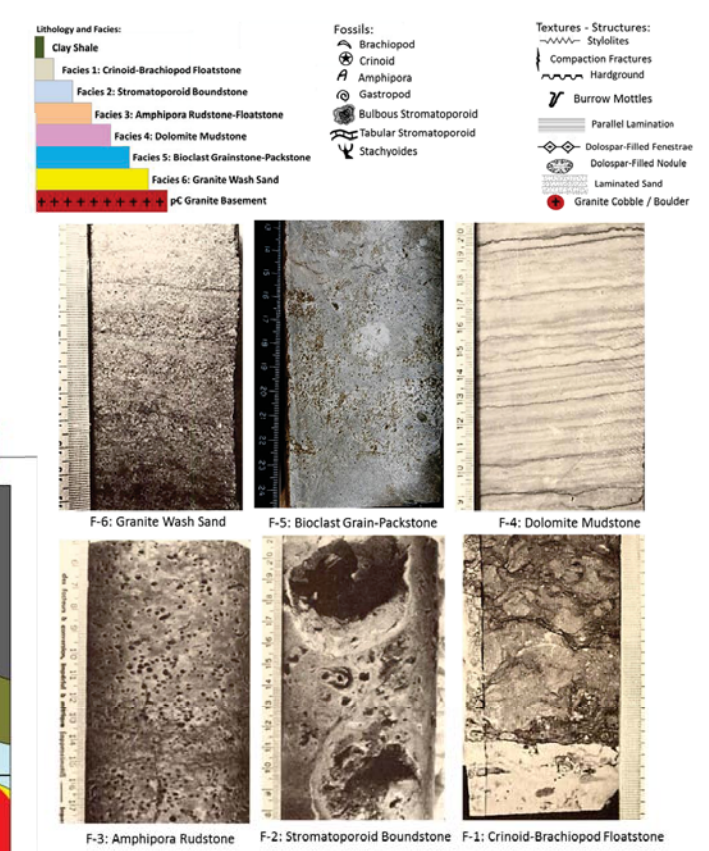 Lithology and Facies:
Clay Shale
Facies 1: Crinoid-Brachiopod Floatstone
Facies 2: Stromatoporoid Boundstone
Facies 3: Amphipora Rudstone-Floatstone
Facies 4: Dolomite Mudstone
Facies 5: Bioclast Grainstone-Packstone
Facies 6: Granite Wash Sand
pЄ Granite Basement
Fossils:
Brachiopod
Crinoid
Amphipora
Gastropod
Bulbous Stromatoporoid
Tabular Stromatoporoid
Stachyoides
Textures - Structures:
Stylolites
Compaction Fractures
Hardground
Burrow Mottles
Parallel Lamination
Dolospar-Filled Fenestrae
Dolospar-Filled Nodule
Laminated Sand
Granite Cobble / Boulder
F-6: Granite Wash Sand
F-5: Bioclast Grain-Packstone
F-4: Dolomite Mudstone
F-3: Amphipora Rudstone
F-2: Stromatoporoid Boundstone
F-1: Crinoid-Brachiopod Floatstone